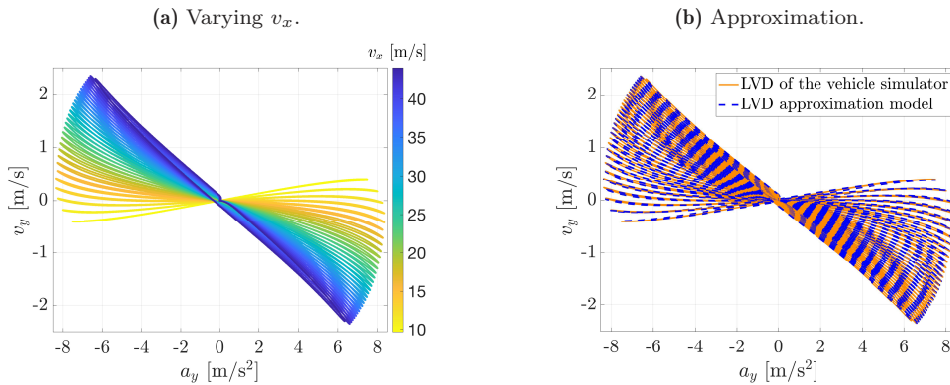 (a) Varying vₓ.
vₓ [m/s]
2
1
0
-1
-2
-8 -6 -4 -2 0 2 4 6 8
40
35
30
25
20
15
10
v_y [m/s]
a_y [m/s²]
(b) Approximation.
LVD of the vehicle simulator
LVD approximation model
2
1
0
-1
-2
-8 -6 -4 -2 0 2 4 6 8
v_y [m/s]
a_y [m/s²]